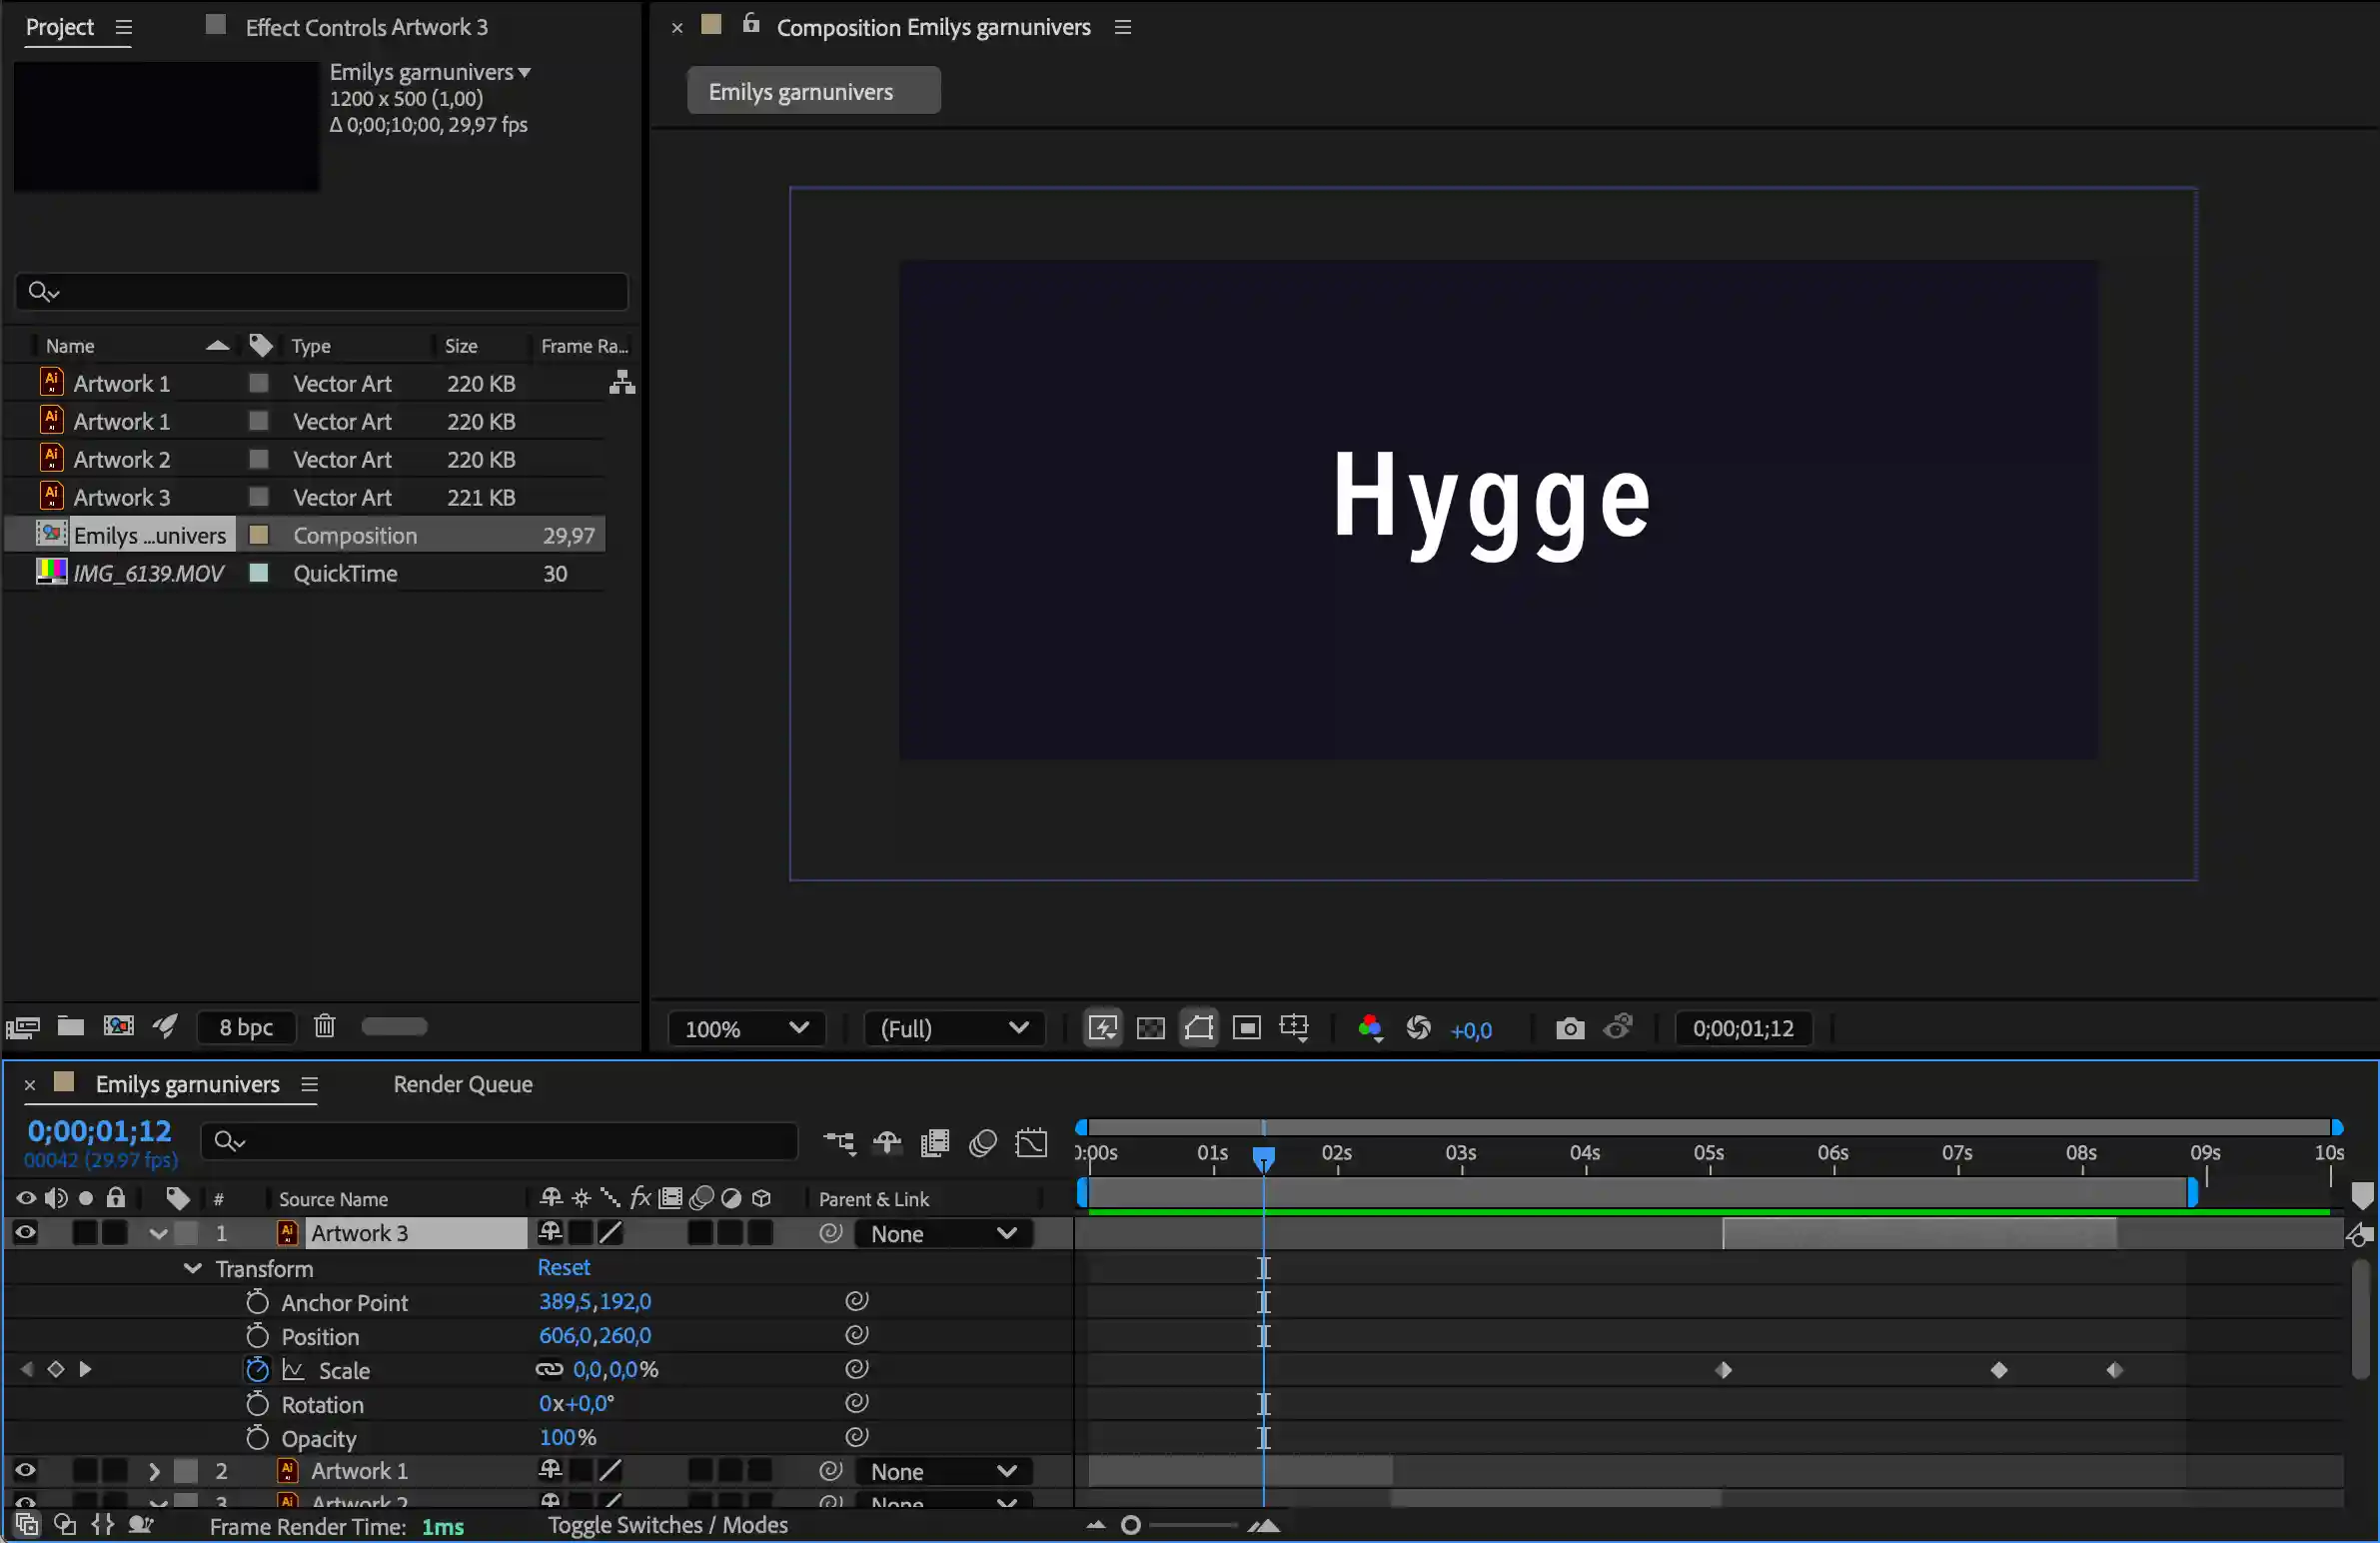 Project
Effect Controls Artwork 3
Composition Emilys garnunivers
Emilys garnunivers
1200 x 500 (1,00)
Δ 0;00;10;00, 29,97 fps
Emilys garnunivers
Hygge
Name Type Size Frame Ra...
Artwork 1 Vector Art 220 KB
Artwork 1 Vector Art 220 KB
Artwork 2 Vector Art 220 KB
Artwork 3 Vector Art 221 KB
Emilys ...univers Composition 29,97
IMG_6139.MOV QuickTime 30
8 bpc
100% (Full) +0,0 0;00;01;12
Emilys garnunivers Render Queue
0;00;01;12
00042 (29.97 fps)
0:00s 01s 02s 03s 04s 05s 06s 07s 08s 09s 10s
# Source Name fx Parent & Link
1 Ai Artwork 3 None
Transform Reset
Anchor Point 389,5,192,0
Position 606,0,260,0
Scale 0,0,0,0%
Rotation 0x+0,0°
Opacity 100%
2 Ai Artwork 1 None
3 Ai Artwork 2 None
Frame Render Time: 1ms Toggle Switches / Modes